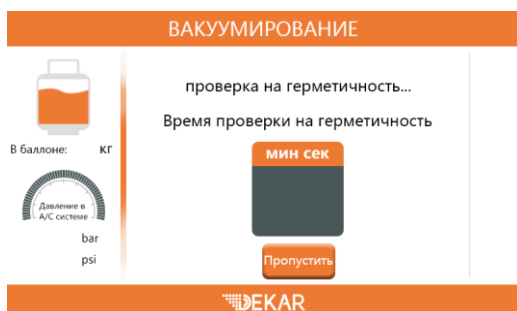 ВАКУУМИРОВАНИЕ
проверка на герметичность...
Время проверки на герметичность
В баллоне: кг
мин сек
Давление в
A/C системе
bar
psi
Пропустить
DEKAR